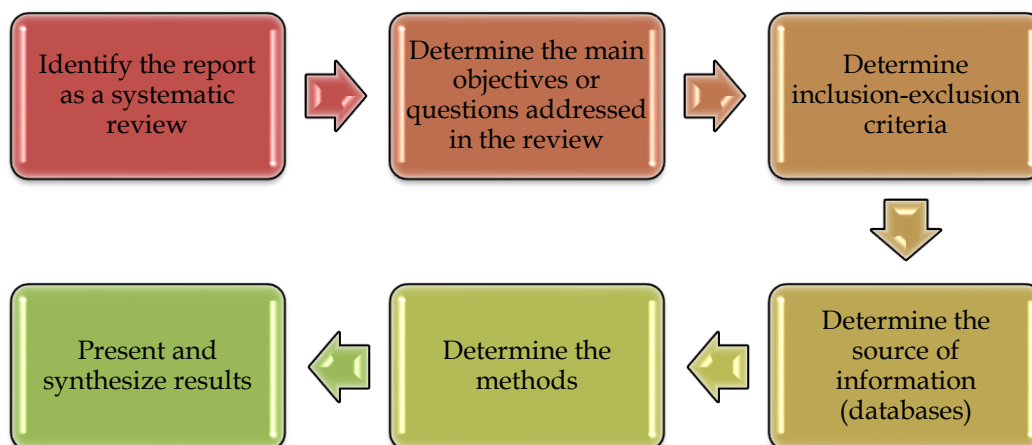 Identify the report
as a systematic
review
Determine the main
objectives or
questions addressed
in the review
Determine
inclusion-exclusion
criteria
Determine the
source of
information
(databases)
Determine the
methods
Present and
synthesize results